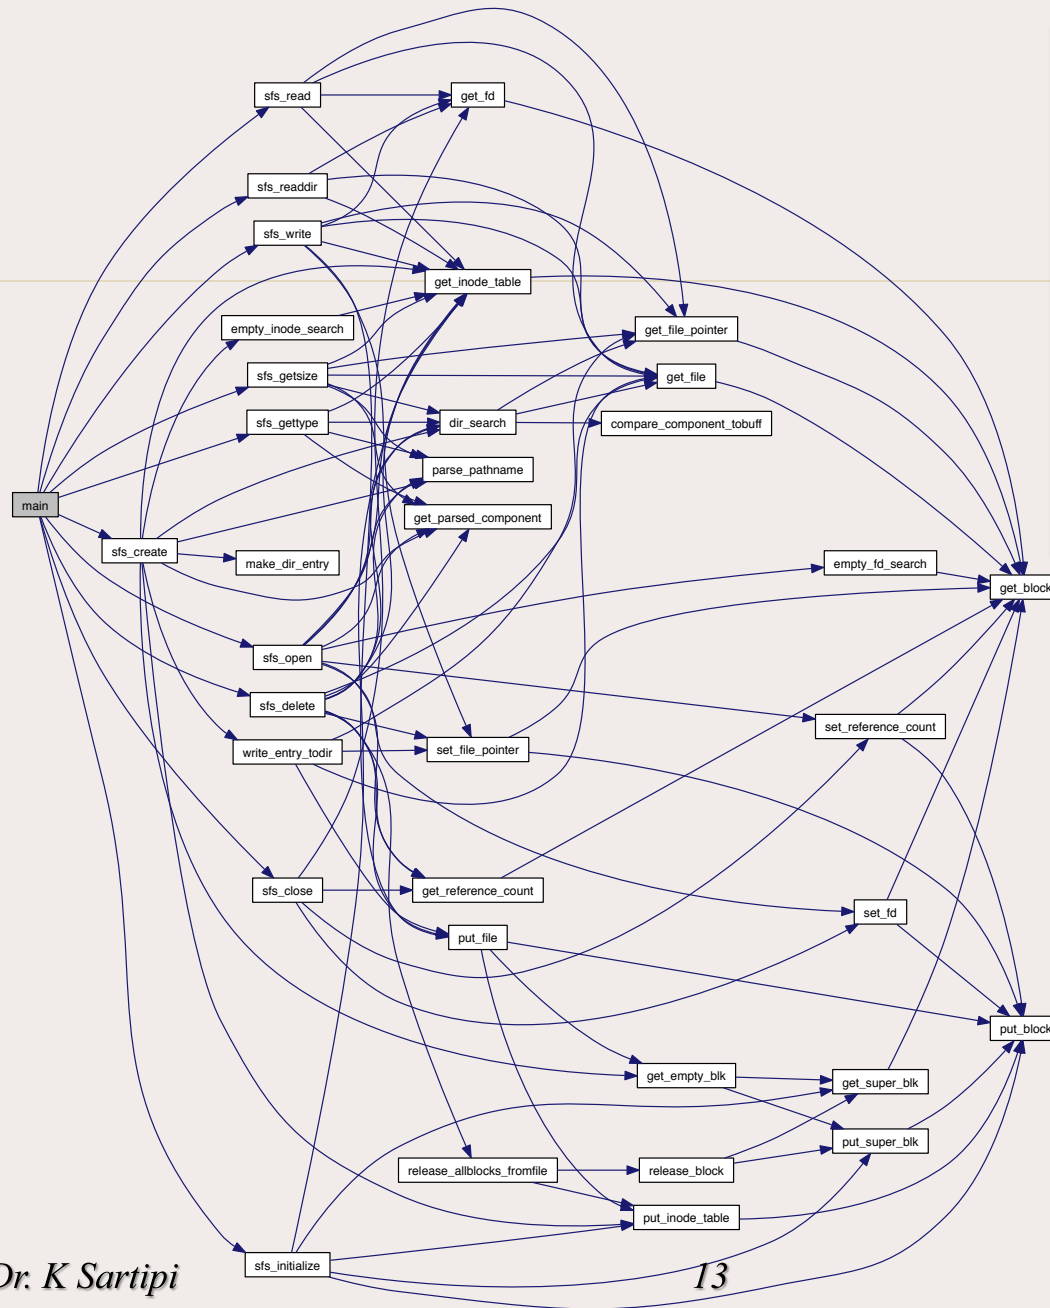 sfs_read
get_fd
sfs_readdir
sfs_write
get_inode_table
empty_inode_search
get_file_pointer
sfs_getsize
get_file
sfs_gettype
dir_search
compare_component_tobuff
parse_pathname
main
get_parsed_component
sfs_create
make_dir_entry
empty_fd_search
get_block
sfs_open
sfs_delete
set_reference_count
write_entry_todir
set_file_pointer
sfs_close
get_reference_count
set_fd
put_file
put_block
get_empty_blk
get_super_blk
put_super_blk
release_allblocks_fromfile
release_block
put_inode_table
sfs_initialize
Dr. K Sartipi
13